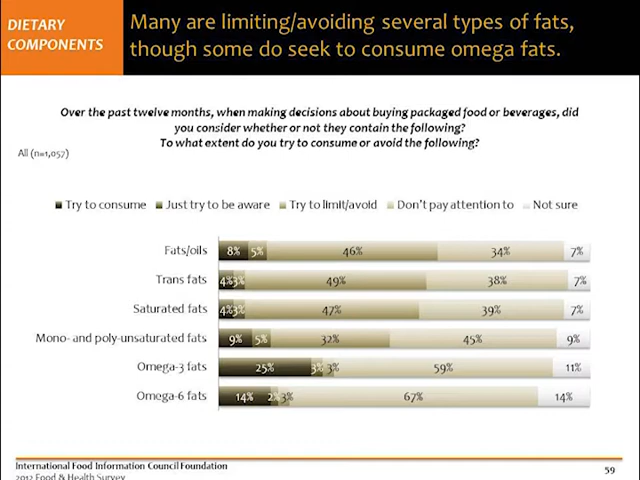 DIETARY
COMPONENTS
Many are limiting/avoiding several types of fats,
though some do seek to consume omega fats.
Over the past twelve months, when making decisions about buying packaged food or beverages, did
you consider whether or not they contain the following?
To what extent do you try to consume or avoid the following?
All (n=1,057)
Try to consume Just try to be aware Try to limit/avoid Don't pay attention to Not sure
Fats/oils 8% 5% 46% 34% 7%
Trans fats 4% 3% 49% 38% 7%
Saturated fats 4% 3% 47% 39% 7%
Mono- and poly-unsaturated fats 9% 5% 32% 45% 9%
Omega-3 fats 25% 3% 3% 59% 11%
Omega-6 fats 14% 2% 3% 67% 14%
International Food Information Council Foundation
2012 Food & Health Survey
59